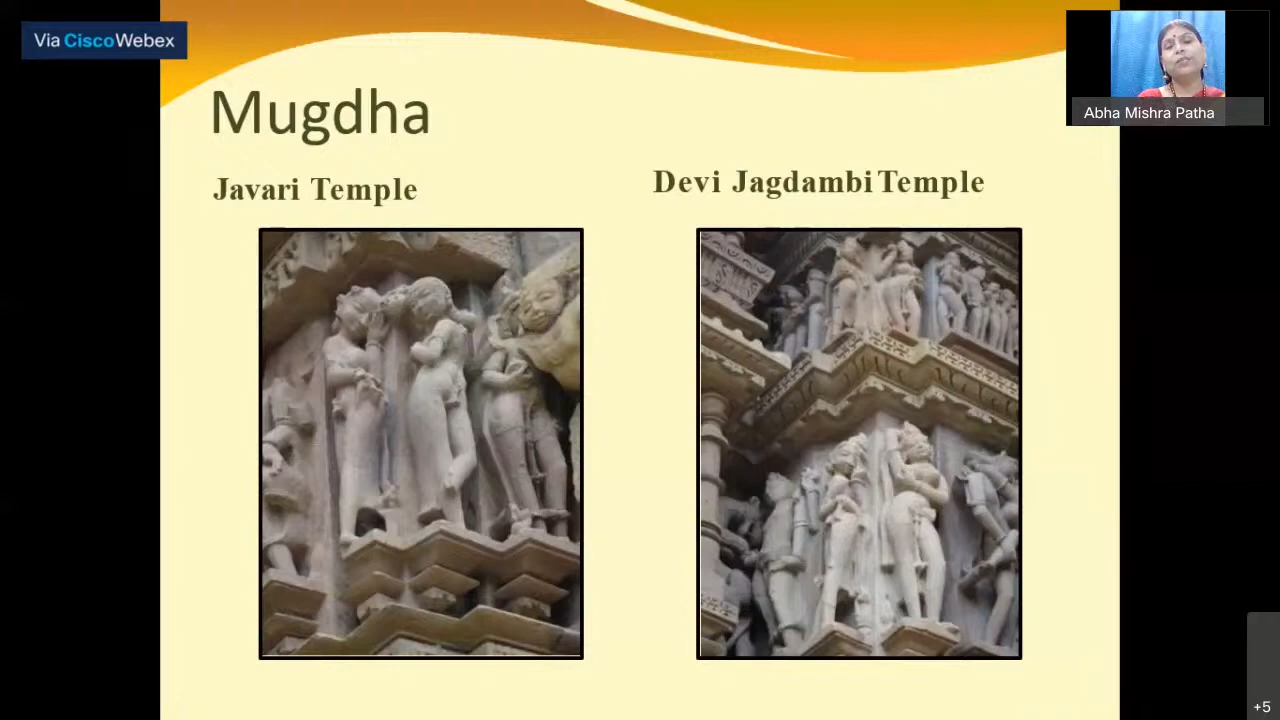 Via CiscoWebex
Abha Mishra Patha
Mugdha
Javari Temple
Devi Jagdambi Temple
+5